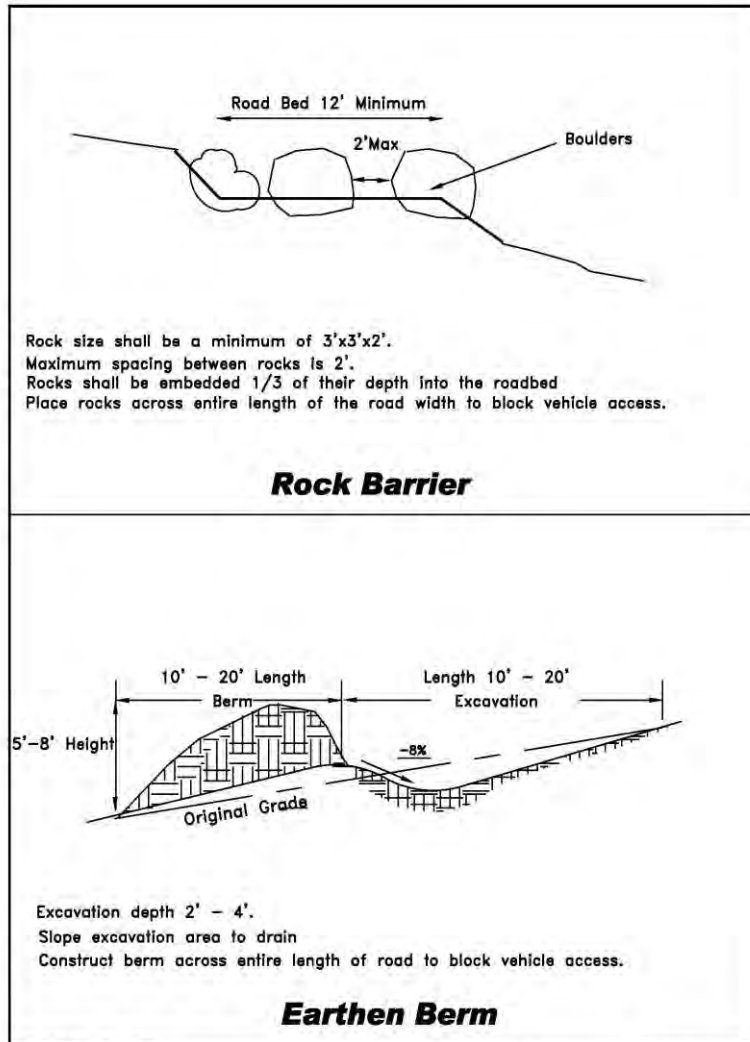 Road Bed 12' Minimum
2'Max
Boulders
Rock size shall be a minimum of 3'x3'x2'.
Maximum spacing between rocks is 2'.
Rocks shall be embedded 1/3 of their depth into the roadbed
Place rocks across entire length of the road width to block vehicle access.
Rock Barrier
10' - 20' Length
Berm
Length 10' - 20'
Excavation
5'-8' Height
-8%
Original Grade
Excavation depth 2' - 4'.
Slope excavation area to drain
Construct berm across entire length of road to block vehicle access.
Earthen Berm